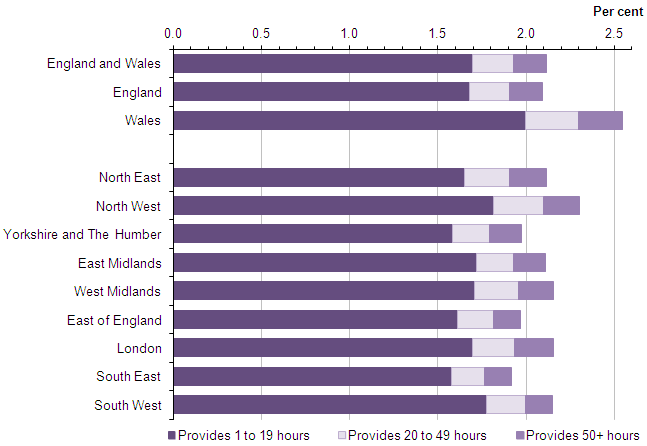 Per cent
0.0 0.5 1.0 1.5 2.0 2.5
England and Wales
England
Wales
North East
North West
Yorkshire and The Humber
East Midlands
West Midlands
East of England
London
South East
South West
Provides 1 to 19 hours Provides 20 to 49 hours Provides 50+ hours